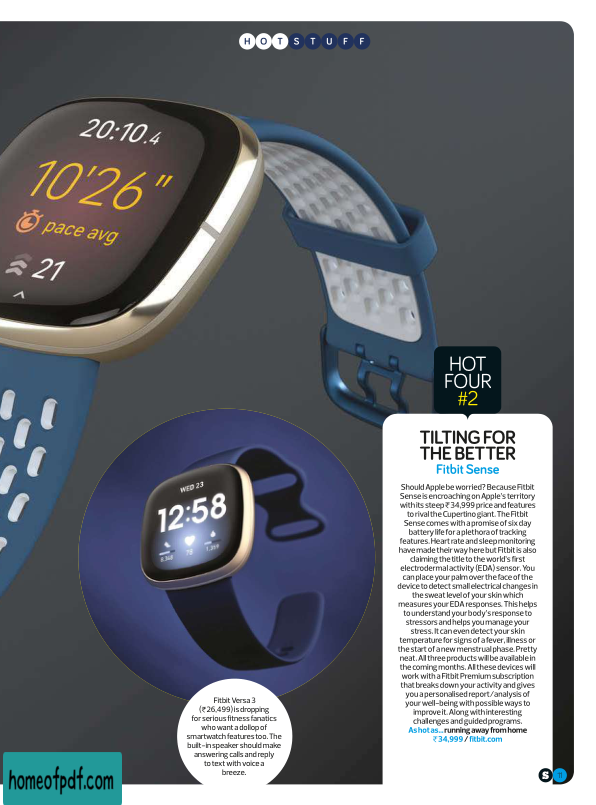 HOTSTUFF
20:10.4
10'26"
pace avg
21
HOT
FOUR
#2
TILTING FOR
THE BETTER
Fitbit Sense
Should Apple be worried? Because Fitbit
Sense is encroaching on Apple's territory
with its steep ₹34,999 price and features
to rival the Cupertino giant. The Fitbit
Sense comes with a promise of six day
battery life for a plethora of tracking
features. Heart rate and sleep monitoring
have made their way here but Fitbit is also
claiming the title to the world's first
electrodermal activity (EDA) sensor. You
can place your palm over the face of the
device to detect small electrical changes in
the sweat level of your skin which
measures your EDA responses. This helps
to understand your body's response to
stressors and helps you manage your
stress. It can even detect your skin
temperature for signs of a fever, illness or
the start of a new menstrual phase. Pretty
neat. All three products will be available in
the coming months. All these devices will
work with a Fitbit Premium subscription
that breaks down your activity and gives
you a personalised report/analysis of
your well-being with possible ways to
improve it. Along with interesting
challenges and guided programs.
As hot as... running away from home
₹34,999 / fitbit.com
WED 23
12:58
78
Fitbit Versa 3
(₹26,499) is dropping
for serious fitness fanatics
who want a dollop of
smartwatch features too. The
built-in speaker should make
answering calls and reply
to text with voice a
breeze.
homeofpdf.com
S